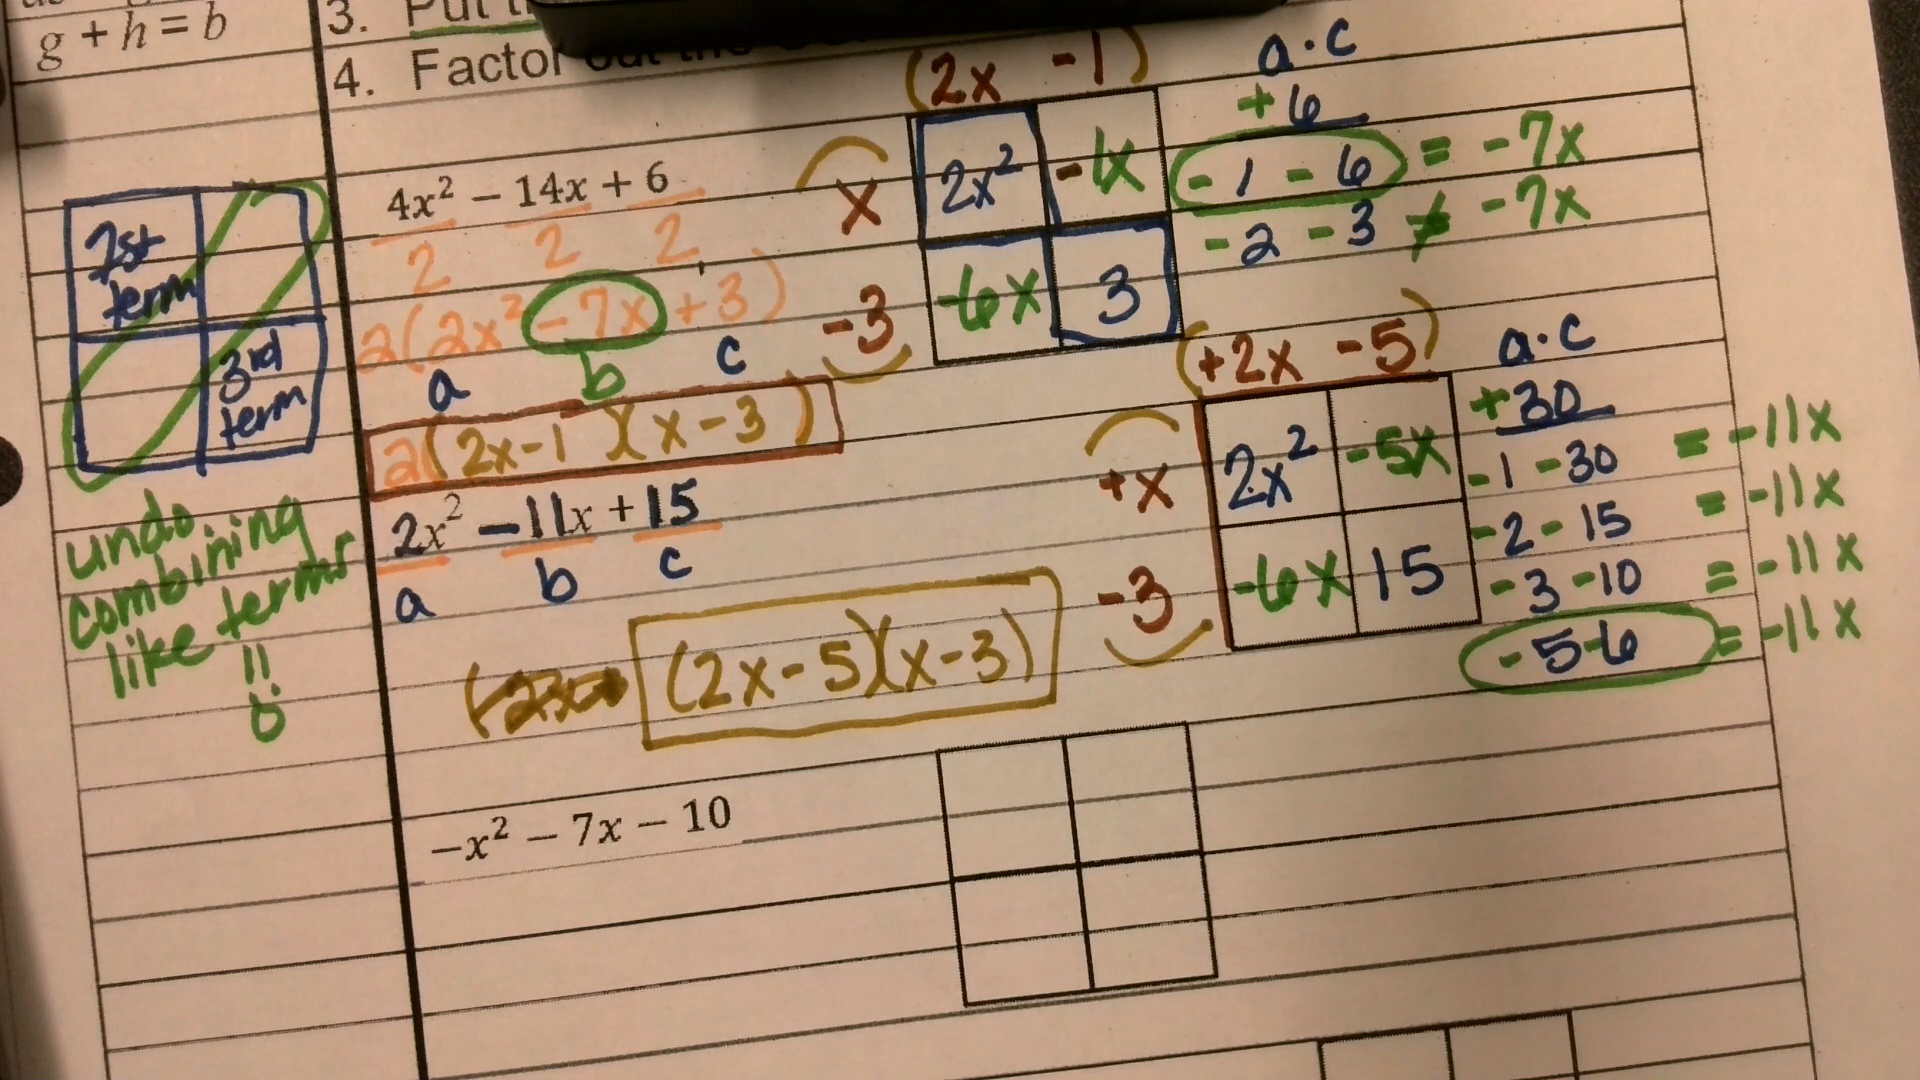 g + h = b
3. Put
4. Factor out the
(2x -1)
a·c
+6
4x² − 14x + 6
2 2 2
x
2x² -1x
-1 -6 = -7x
-2 -3 ≠ -7x
1st term
3rd term
2(2x² -7x +3)
a b c
-3
-6x 3
2(2x-1)(x-3)
(+2x -5)
a·c
+30
2x² -11x + 15
a b c
+x
2x² -5x
-1 -30 = -11x
-2 -15 = -11x
-3 -10 = -11x
-5-6 = -11x
-3
-6x 15
undo
combining
like terms
(2x-5)(x-3)
−x² − 7x − 10